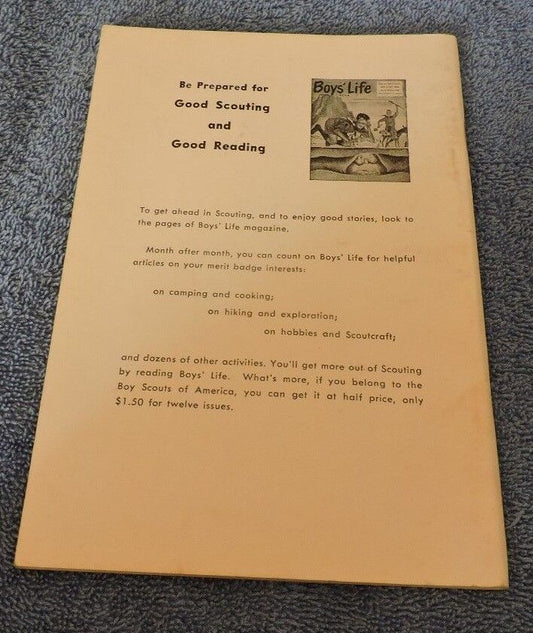 Be Prepared for
Good Scouting
and
Good Reading
Boys' Life
To get ahead in Scouting, and to enjoy good stories, look to
the pages of Boys' Life magazine.
Month after month, you can count on Boys' Life for helpful
articles on your merit badge interests:
on camping and cooking;
on hiking and exploration;
on hobbies and Scoutcraft;
and dozens of other activities. You'll get more out of Scouting
by reading Boys' Life. What's more, if you belong to the
Boy Scouts of America, you can get it at half price, only
$1.50 for twelve issues.